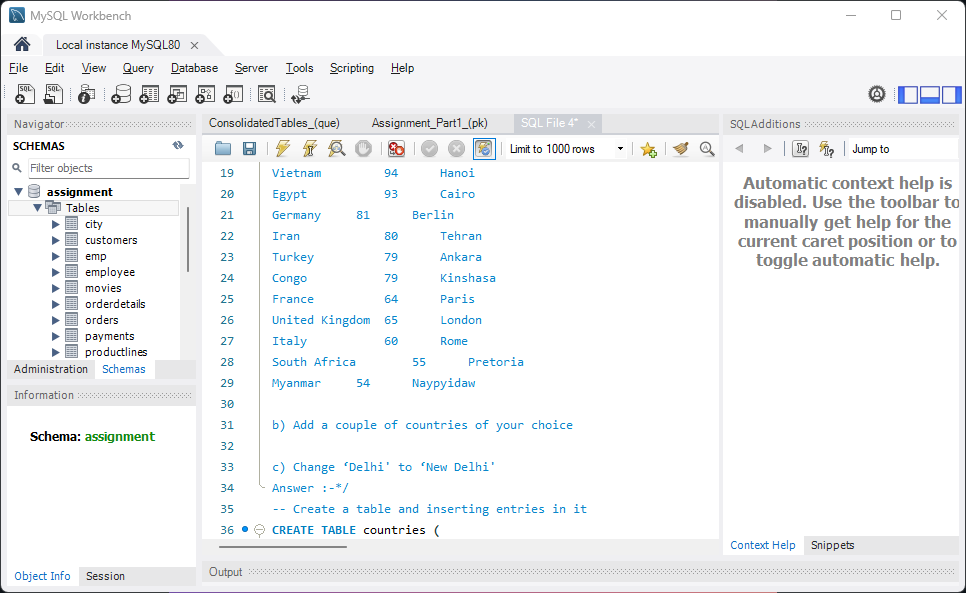 MySQL Workbench
Local instance MySQL80
File Edit View Query Database Server Tools Scripting Help
Navigator
SCHEMAS
Filter objects
assignment
Tables
city
customers
emp
employee
movies
orderdetails
orders
payments
productlines
Administration Schemas
Information
Schema: assignment
Object Info Session
ConsolidatedTables_(que) Assignment_Part1_(pk) SQL File 4*
Limit to 1000 rows
19 Vietnam 94 Hanoi
20 Egypt 93 Cairo
21 Germany 81 Berlin
22 Iran 80 Tehran
23 Turkey 79 Ankara
24 Congo 79 Kinshasa
25 France 64 Paris
26 United Kingdom 65 London
27 Italy 60 Rome
28 South Africa 55 Pretoria
29 Myanmar 54 Naypyidaw
30
31 b) Add a couple of countries of your choice
32
33 c) Change ‘Delhi' to ‘New Delhi'
34 Answer :-*/
35 -- Create a table and inserting entries in it
36 CREATE TABLE countries (
Output
SQLAdditions
Jump to
Automatic context help is
disabled. Use the toolbar to
manually get help for the
current caret position or to
toggle automatic help.
Context Help Snippets